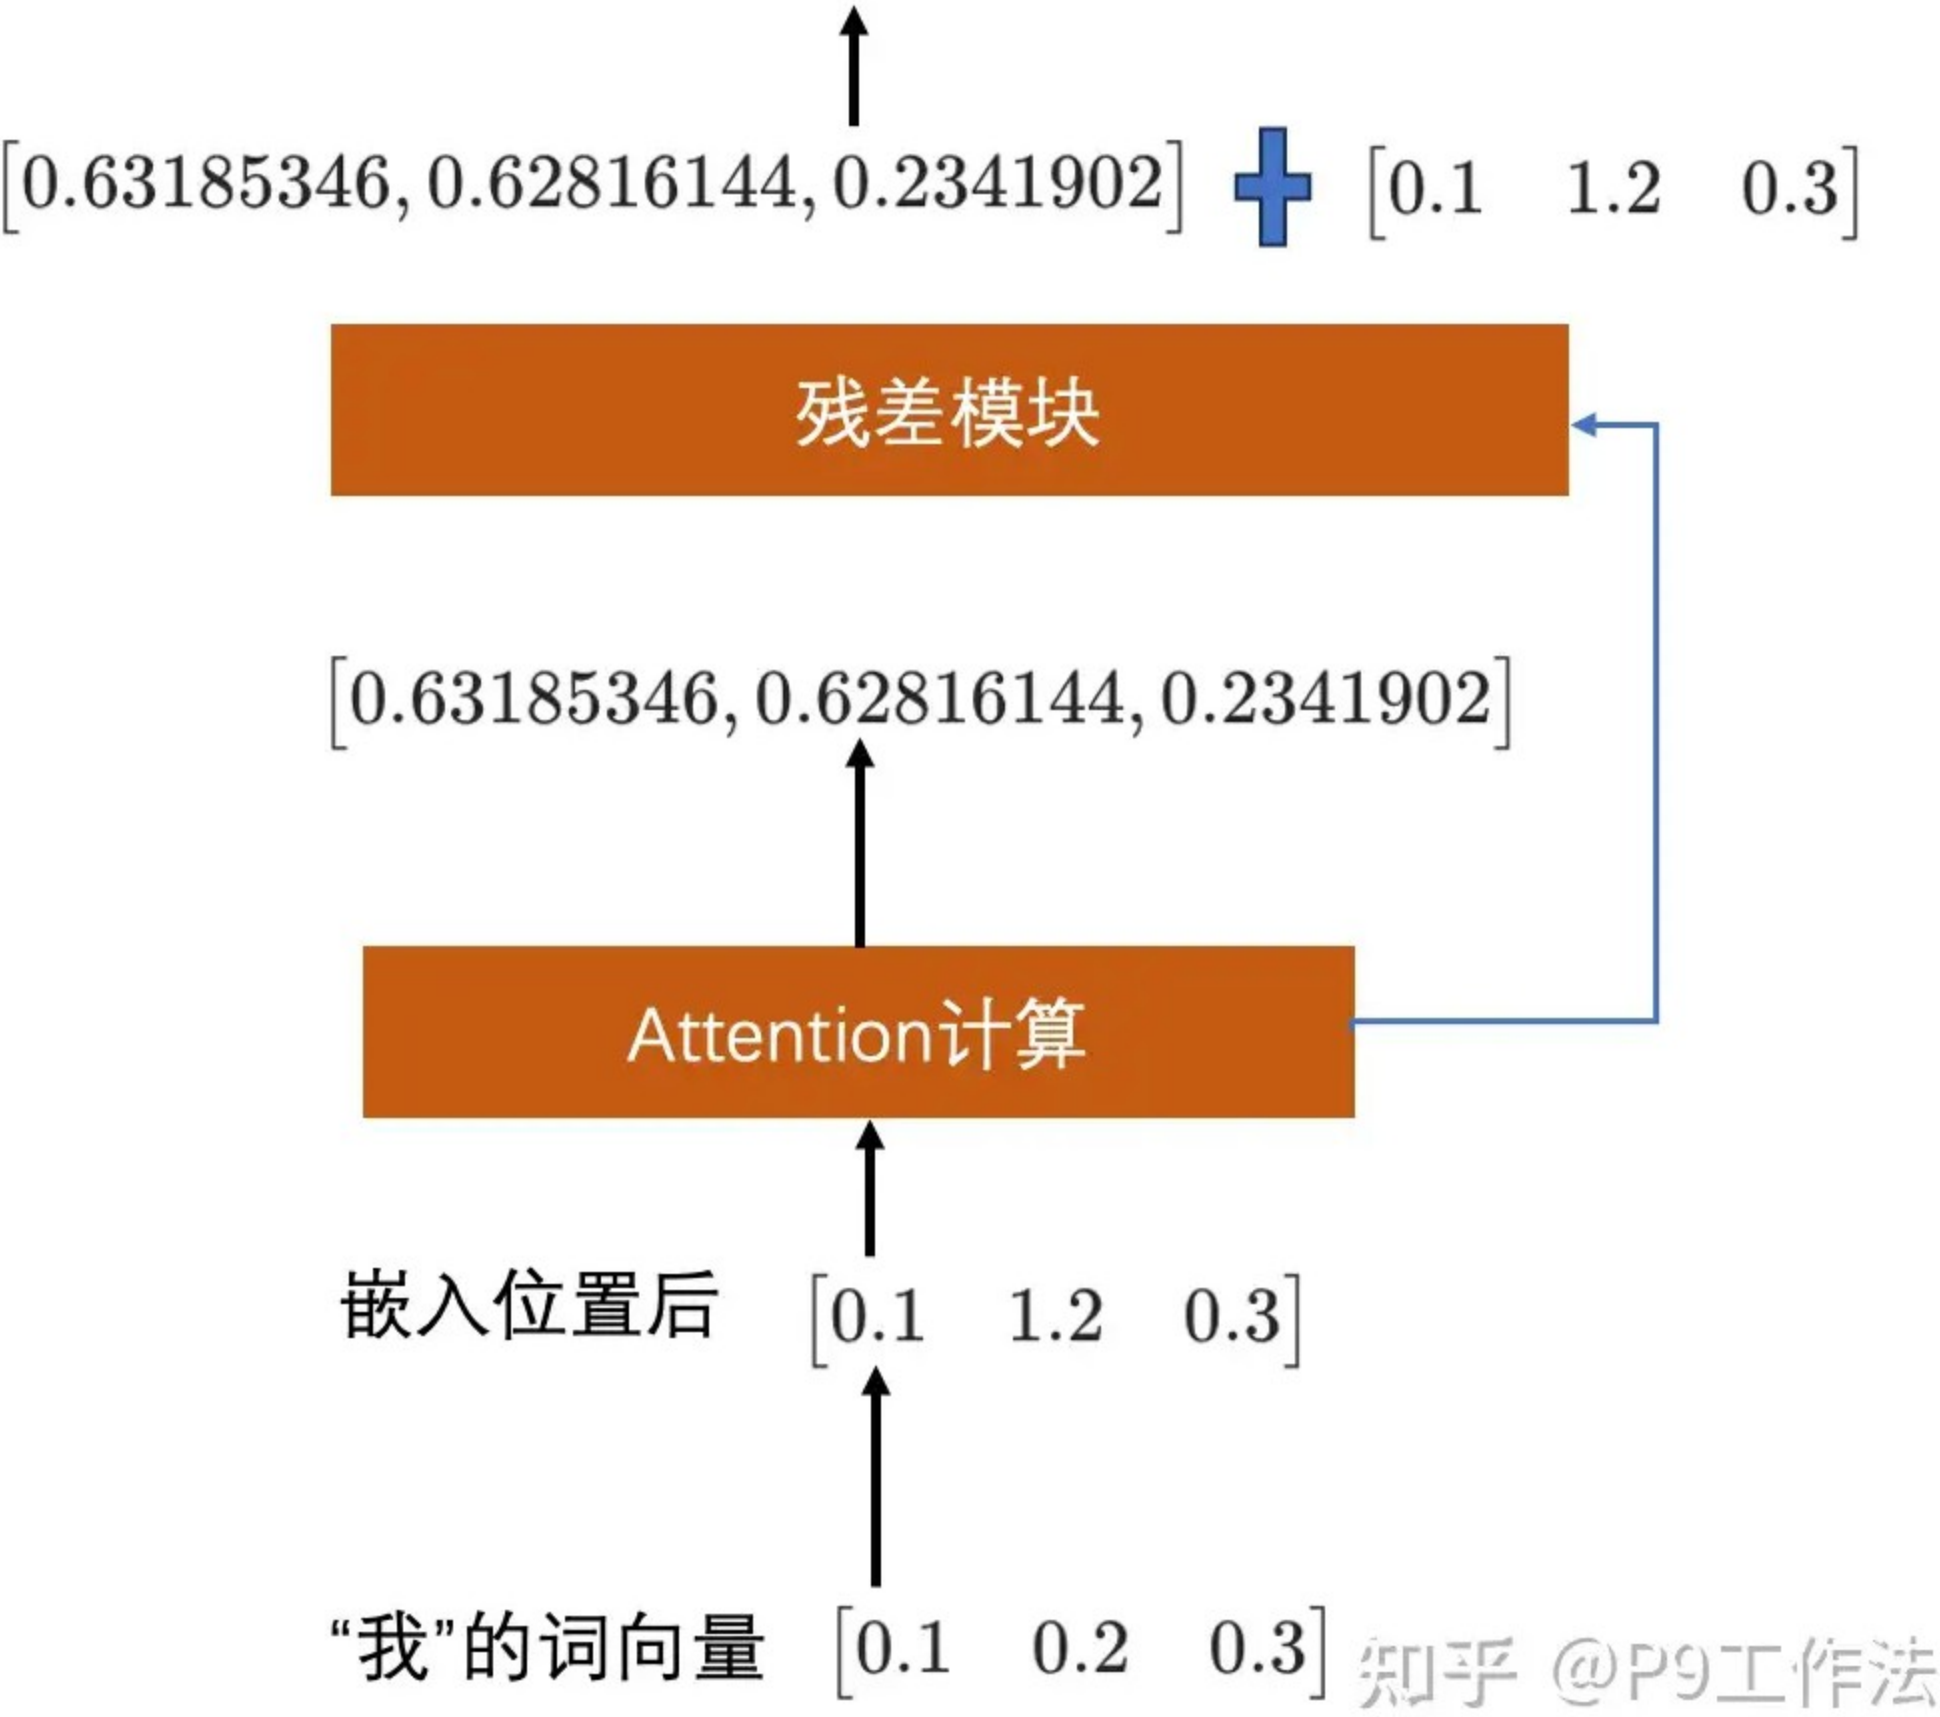 [0.63185346, 0.62816144, 0.2341902] + [0.1 1.2 0.3]
残差模块
[0.63185346, 0.62816144, 0.2341902]
Attention计算
嵌入位置后 [0.1 1.2 0.3]
“我”的词向量 [0.1 0.2 0.3]
知乎 @P9工作法